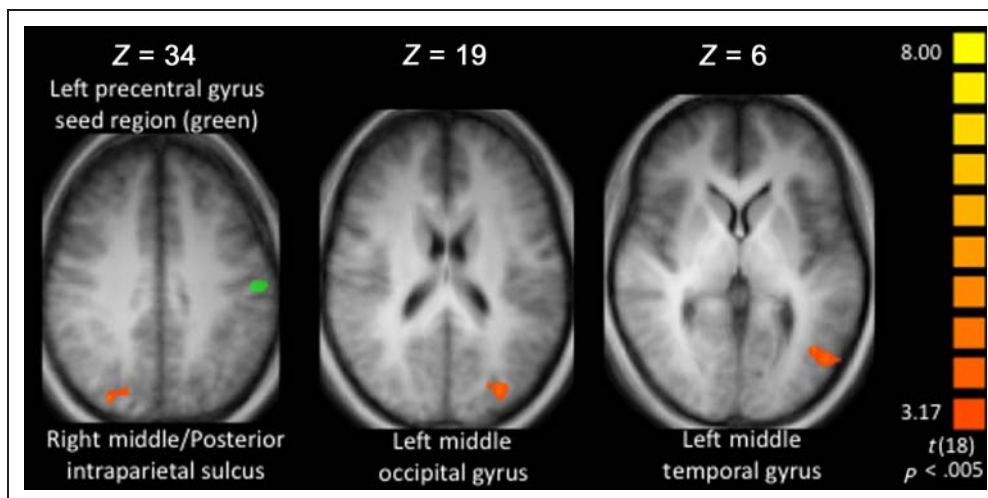 Z = 34
Left precentral gyrus
seed region (green)
Right middle/Posterior
intraparietal sulcus
Z = 19
Left middle
occipital gyrus
Z = 6
Left middle
temporal gyrus
8.00
3.17
t(18)
p < .005